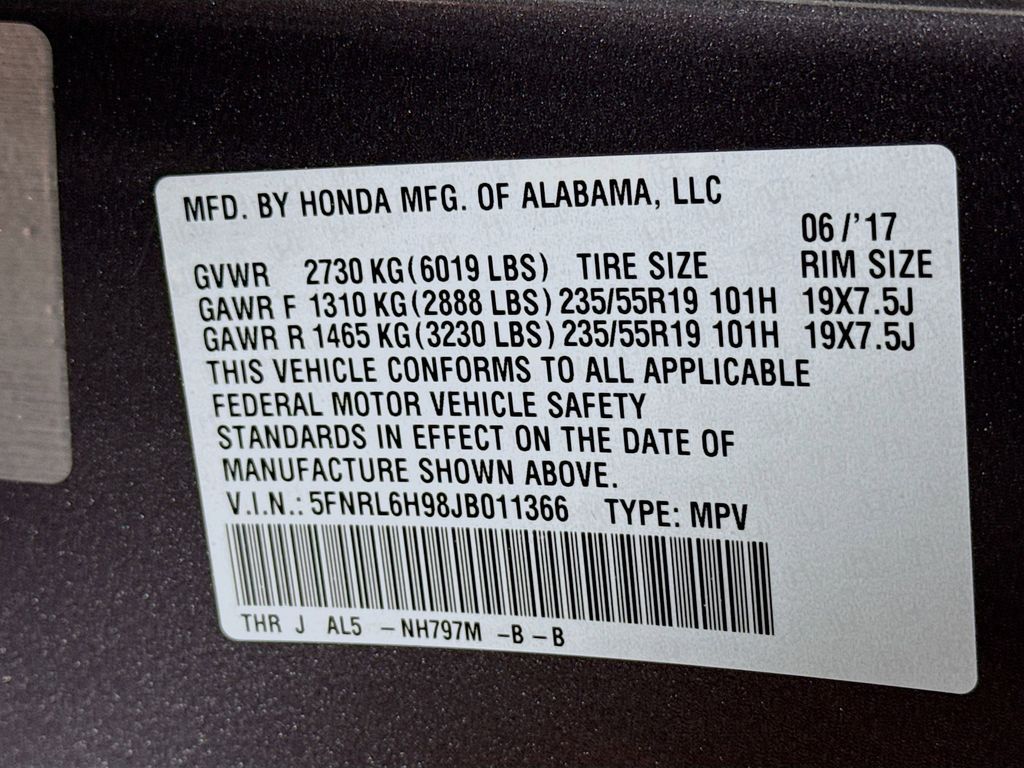 MFD. BY HONDA MFG. OF ALABAMA, LLC
06/'17
GVWR 2730 KG(6019 LBS) TIRE SIZE RIM SIZE
GAWR F 1310 KG(2888 LBS) 235/55R19 101H 19X7.5J
GAWR R 1465 KG(3230 LBS) 235/55R19 101H 19X7.5J
THIS VEHICLE CONFORMS TO ALL APPLICABLE
FEDERAL MOTOR VEHICLE SAFETY
STANDARDS IN EFFECT ON THE DATE OF
MANUFACTURE SHOWN ABOVE.
V.I.N.: 5FNRL6H98JB011366 TYPE: MPV
THR J AL5 -NH797M -B -B